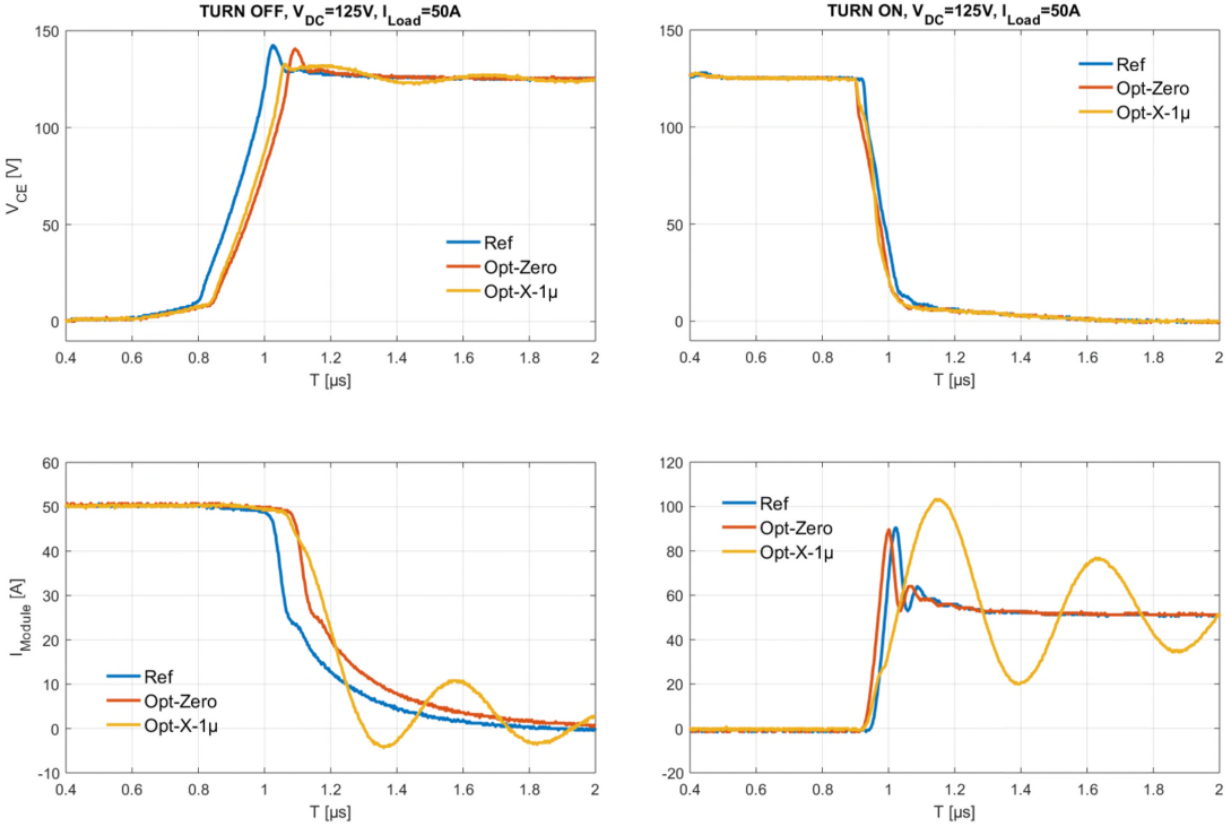 TURN OFF, V_DC=125V, I_Load=50A
150
100
50
0
V_CE [V]
Ref
Opt-Zero
Opt-X-1µ
0.4 0.6 0.8 1 1.2 1.4 1.6 1.8 2
T [µs]
TURN ON, V_DC=125V, I_Load=50A
150
100
50
0
Ref
Opt-Zero
Opt-X-1µ
0.4 0.6 0.8 1 1.2 1.4 1.6 1.8 2
T [µs]
60
50
40
30
20
10
0
-10
I_Module [A]
Ref
Opt-Zero
Opt-X-1µ
0.4 0.6 0.8 1 1.2 1.4 1.6 1.8 2
T [µs]
120
100
80
60
40
20
0
-20
Ref
Opt-Zero
Opt-X-1µ
0.4 0.6 0.8 1 1.2 1.4 1.6 1.8 2
T [µs]